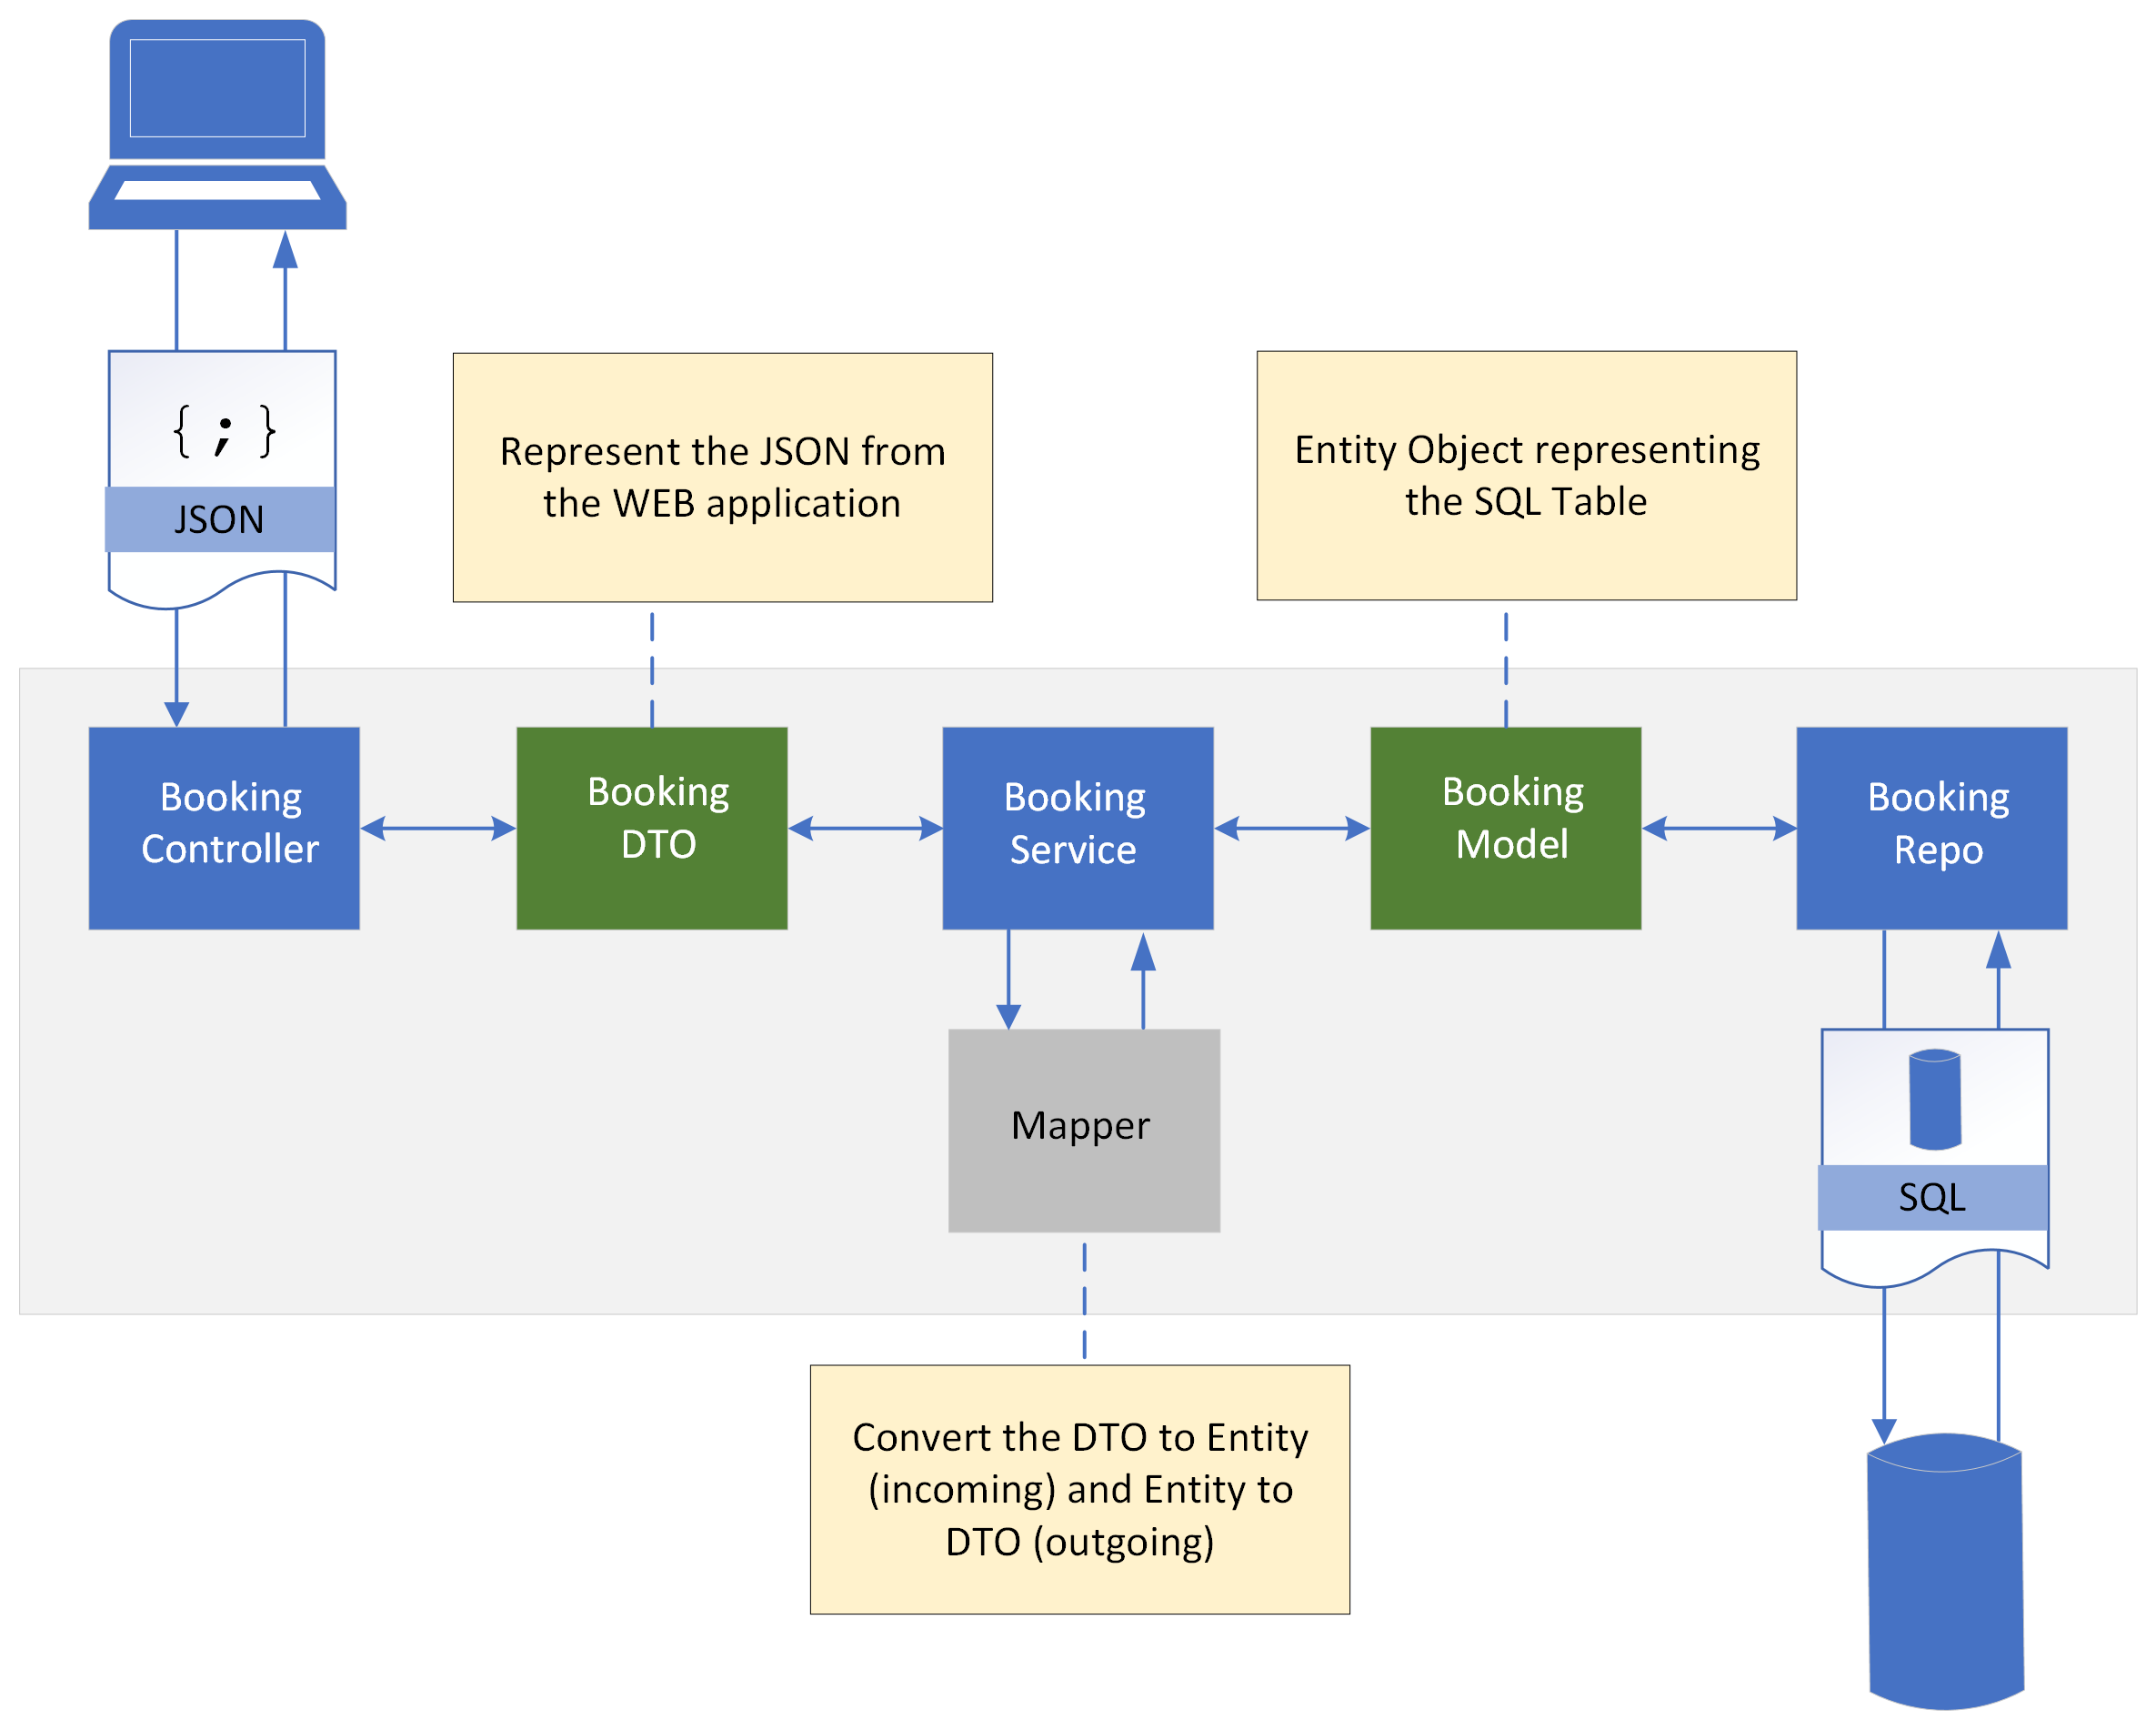 { ; }
JSON
Represent the JSON from
the WEB application
Entity Object representing
the SQL Table
Booking
Controller
Booking
DTO
Booking
Service
Booking
Model
Booking
Repo
Mapper
SQL
Convert the DTO to Entity
(incoming) and Entity to
DTO (outgoing)